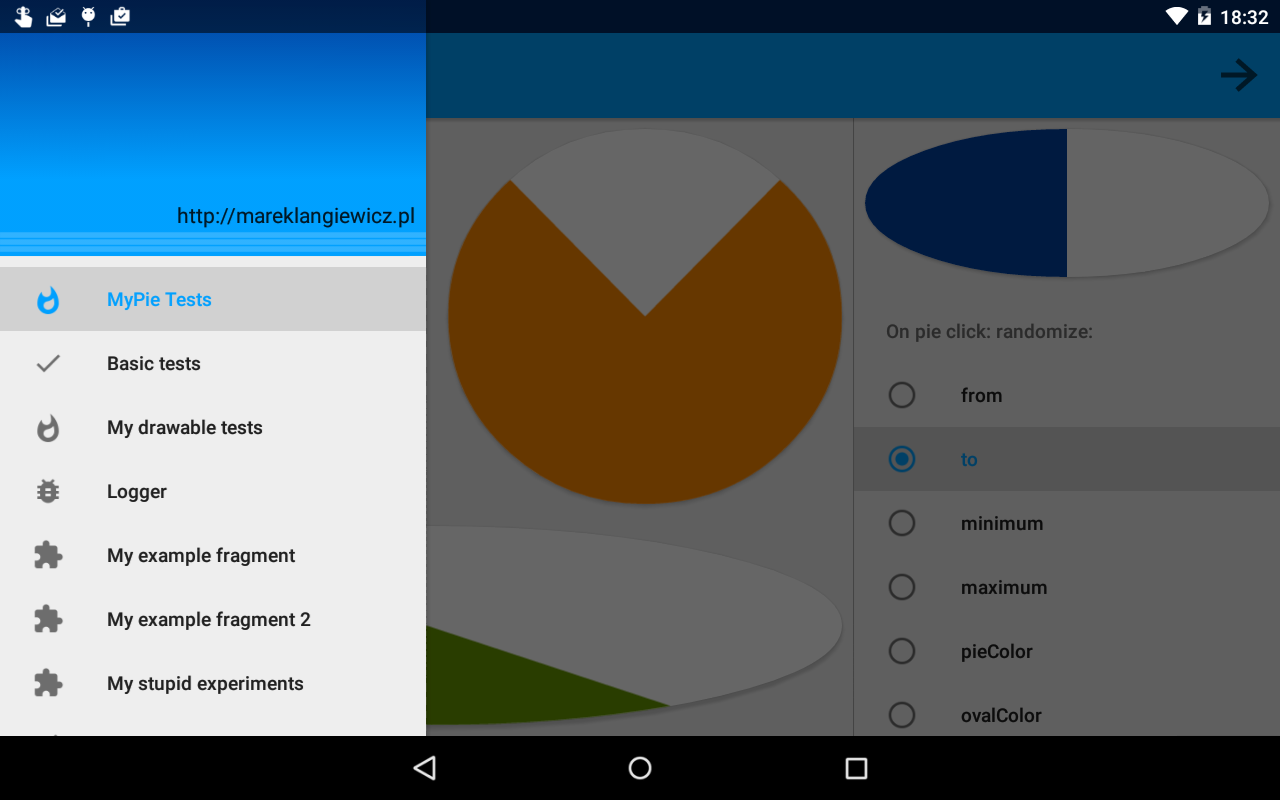 18:32
http://mareklangiewicz.pl
MyPie Tests
Basic tests
My drawable tests
Logger
My example fragment
My example fragment 2
My stupid experiments
On pie click: randomize:
from
to
minimum
maximum
pieColor
ovalColor